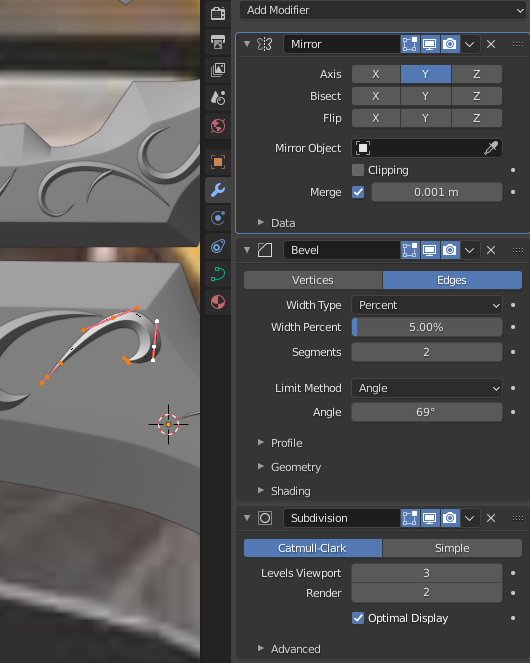 Add Modifier
Mirror
Axis X Y Z
Bisect X Y Z
Flip X Y Z
Mirror Object
Clipping
Merge 0.001 m
Data
Bevel
Vertices Edges
Width Type Percent
Width Percent 5.00%
Segments 2
Limit Method Angle
Angle 69°
Profile
Geometry
Shading
Subdivision
Catmull-Clark Simple
Levels Viewport 3
Render 2
Optimal Display
Advanced